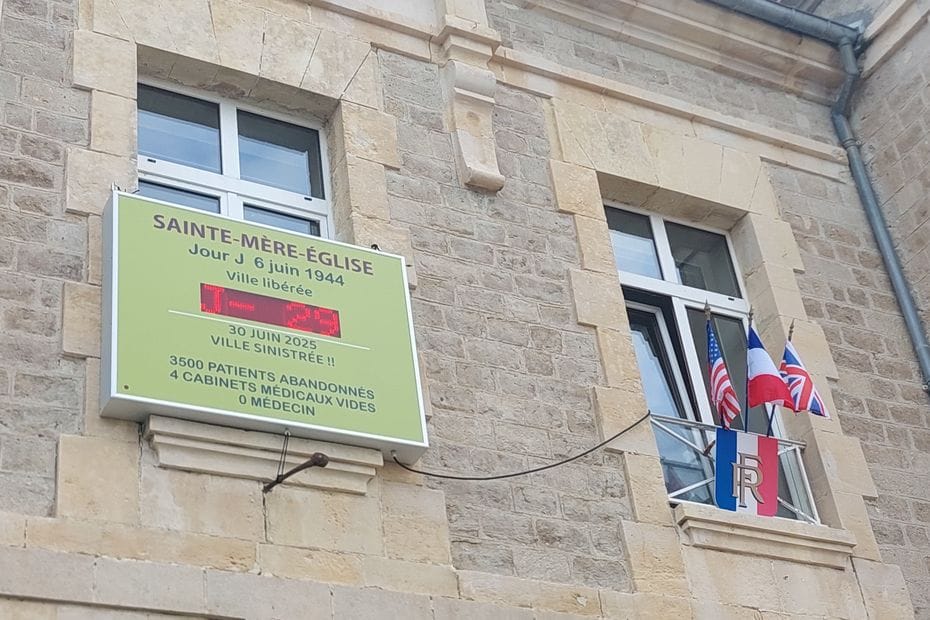 SAINTE-MÈRE-ÉGLISE
Jour J 6 juin 1944
Ville libérée
J- 29
30 JUIN 2025
VILLE SINISTRÉE !!
3500 PATIENTS ABANDONNÉS
4 CABINETS MÉDICAUX VIDES
0 MÉDECIN
RF